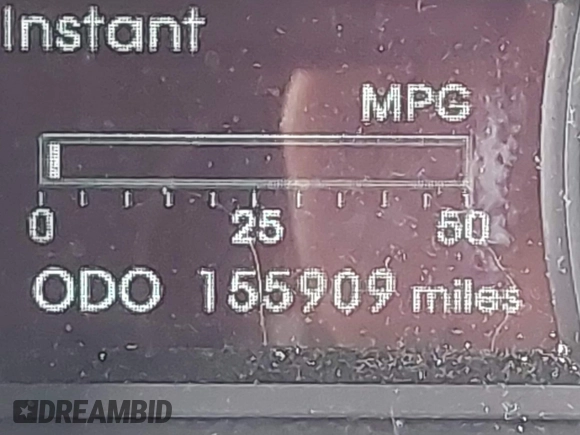 Instant
MPG
0 25 50
ODO 155909 miles
DREAMBID